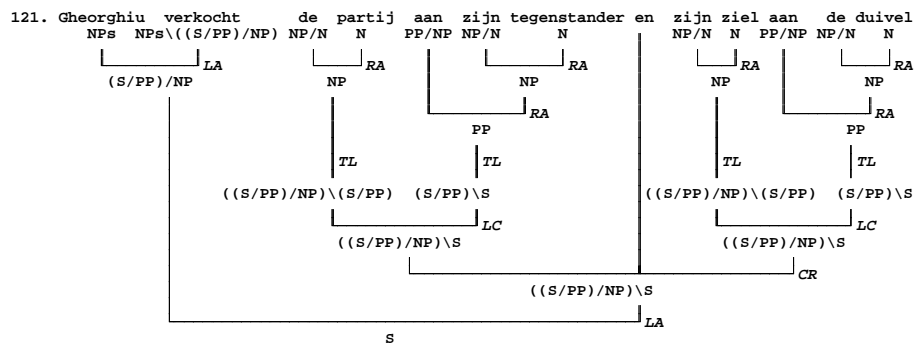 121. Gheorghiu verkocht de partij aan zijn tegenstander en zijn ziel aan de duivel
NPs NPs\((S/PP)/NP) NP/N N PP/NP NP/N N NP/N N PP/NP NP/N N
LA RA RA RA RA
(S/PP)/NP NP NP NP NP
RA RA
PP PP
TL TL TL TL
((S/PP)/NP)\(S/PP) (S/PP)\S ((S/PP)/NP)\(S/PP) (S/PP)\S
LC LC
((S/PP)/NP)\S ((S/PP)/NP)\S
CR
((S/PP)/NP)\S
LA
S